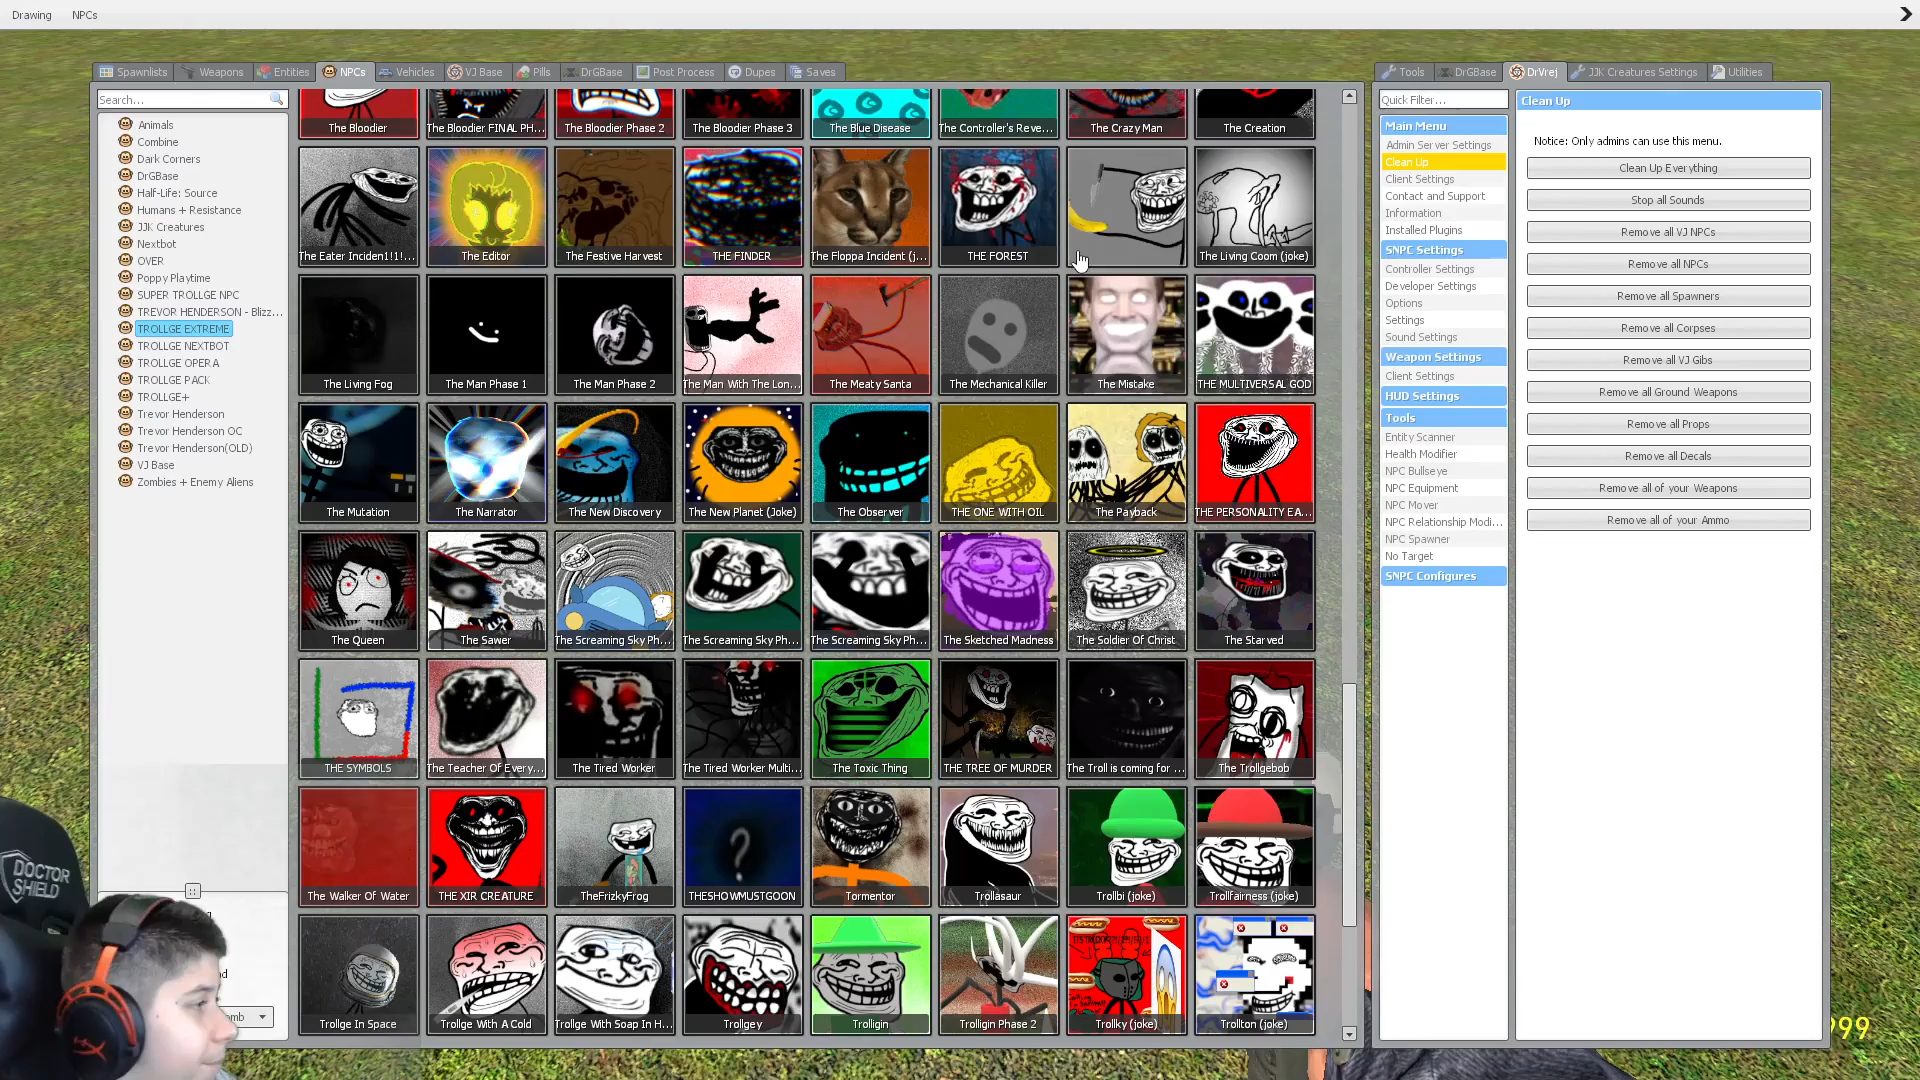 Drawing NPCs
Spawnlists Weapons Entities NPCs Vehicles VJ Base Pills DrGBase Post Process Dupes Saves
Tools DrGBase DrVrej JJK Creatures Settings Utilities
Search...
Animals
Combine
Dark Corners
DrGBase
Half-Life: Source
Humans + Resistance
JJK Creatures
Nextbot
OVER
Poppy Playtime
SUPER TROLLGE NPC
TREVOR HENDERSON - Blizz...
TROLLGE EXTREME
TROLLGE NEXTBOT
TROLLGE OPERA
TROLLGE PACK
TROLLGE+
Trevor Henderson
Trevor Henderson OC
Trevor Henderson(OLD)
VJ Base
Zombies + Enemy Aliens
The Bloodier The Bloodier FINAL PH... The Bloodier Phase 2 The Bloodier Phase 3 The Blue Disease The Controller's Reve... The Crazy Man The Creation
The Eater Inciden1!1!... The Editor The Festive Harvest THE FINDER The Floppa Incident (j... THE FOREST The Living Coom (joke)
The Living Fog The Man Phase 1 The Man Phase 2 The Man With The Lon... The Meaty Santa The Mechanical Killer The Mistake THE MULTIVERSAL GOD
The Mutation The Narrator The New Discovery The New Planet (Joke) The Observer THE ONE WITH OIL The Payback THE PERSONALITY EA...
The Queen The Sawer The Screaming Sky Ph... The Screaming Sky Ph... The Screaming Sky Ph... The Sketched Madness The Soldier Of Christ The Starved
THE SYMBOLS The Teacher Of Every... The Tired Worker The Tired Worker Multi... The Toxic Thing THE TREE OF MURDER The Troll is coming for ... The Trollgebob
The Walker Of Water THE XIR CREATURE TheFrizkyFrog THESHOWMUSTGOON Tormentor Trollasaur Trollbi (joke) Trollfairness (joke)
Trollge In Space Trollge With A Cold Trollge With Soap In H... Trollgey Trolligin Trolligin Phase 2 Trollky (joke) Trollton (joke)
Quick Filter...
Main Menu
Admin Server Settings
Clean Up
Client Settings
Contact and Support
Information
Installed Plugins
SNPC Settings
Controller Settings
Developer Settings
Options
Settings
Sound Settings
Weapon Settings
Client Settings
HUD Settings
Tools
Entity Scanner
Health Modifier
NPC Bullseye
NPC Equipment
NPC Mover
NPC Relationship Modi...
NPC Spawner
No Target
SNPC Configures
Clean Up
Notice: Only admins can use this menu.
Clean Up Everything
Stop all Sounds
Remove all VJ NPCs
Remove all NPCs
Remove all Spawners
Remove all Corpses
Remove all VJ Gibs
Remove all Ground Weapons
Remove all Props
Remove all Decals
Remove all of your Weapons
Remove all of your Ammo
DOCTOR
SHIELD
999